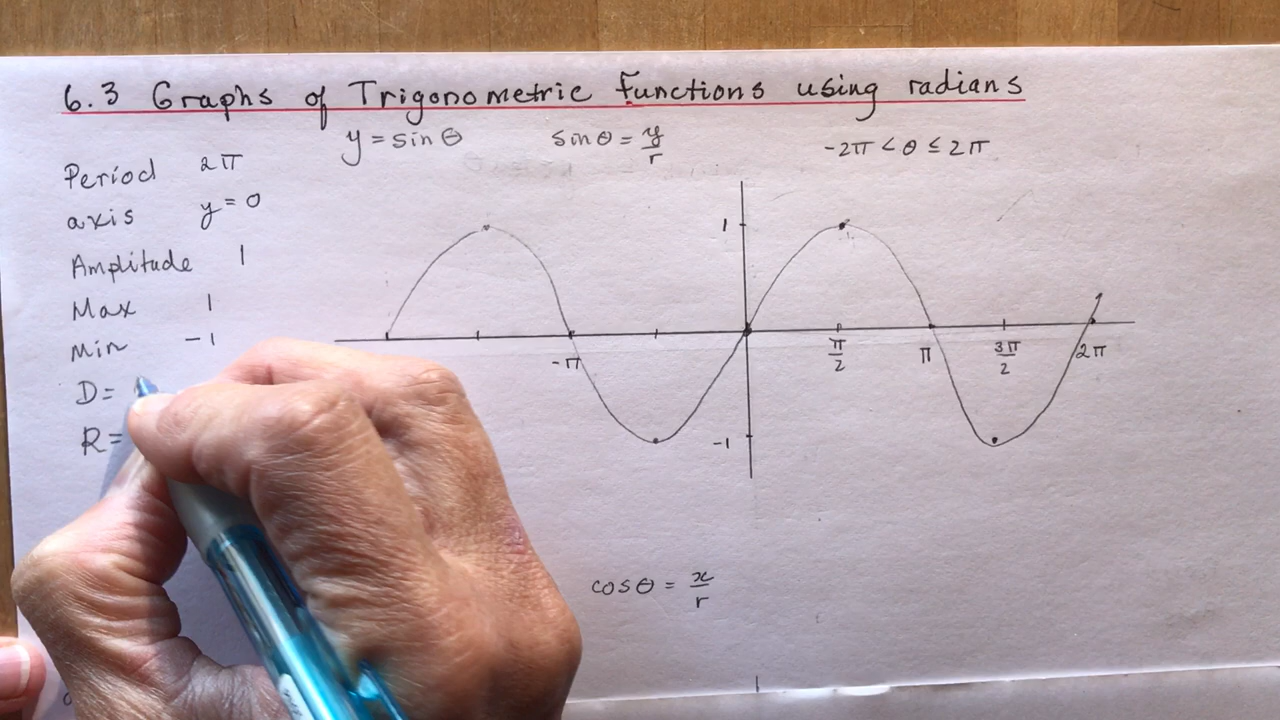 6.3 Graphs of Trigonometric Functions using radians
y = sin θ sin θ = y/r -2π < θ ≤ 2π
Period 2π
axis y = 0
Amplitude 1
Max 1
Min -1
D =
R =
1
-π π/2 π 3π/2 2π
-1
cos θ = x/r